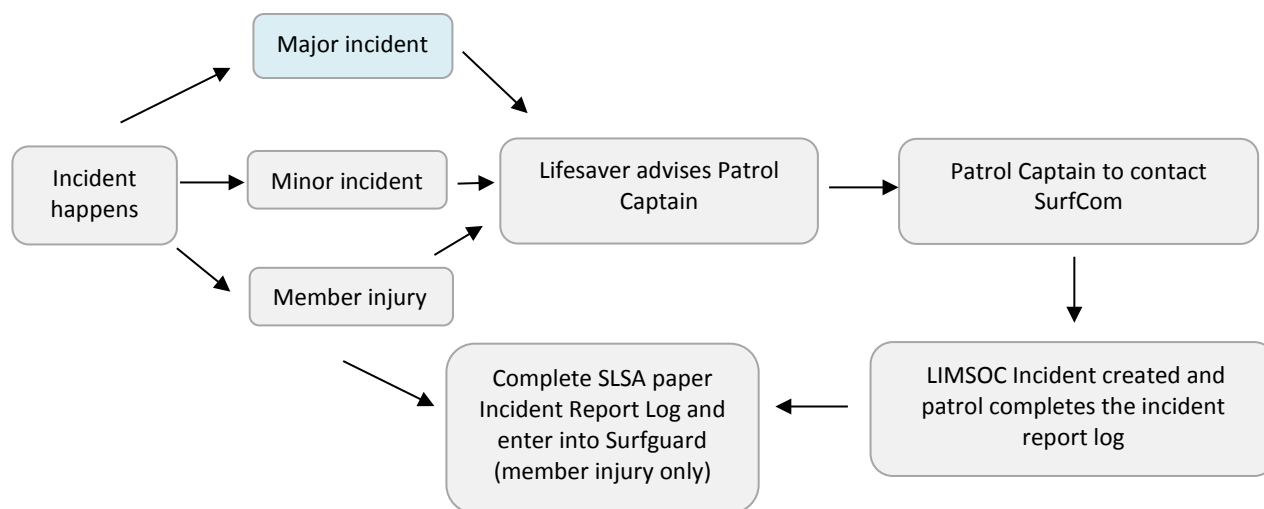 Major incident
Incident
happens
Minor incident
Member injury
Lifesaver advises Patrol
Captain
Patrol Captain to contact
SurfCom
LIMSOC Incident created and
patrol completes the incident
report log
Complete SLSA paper
Incident Report Log and
enter into Surfguard
(member injury only)